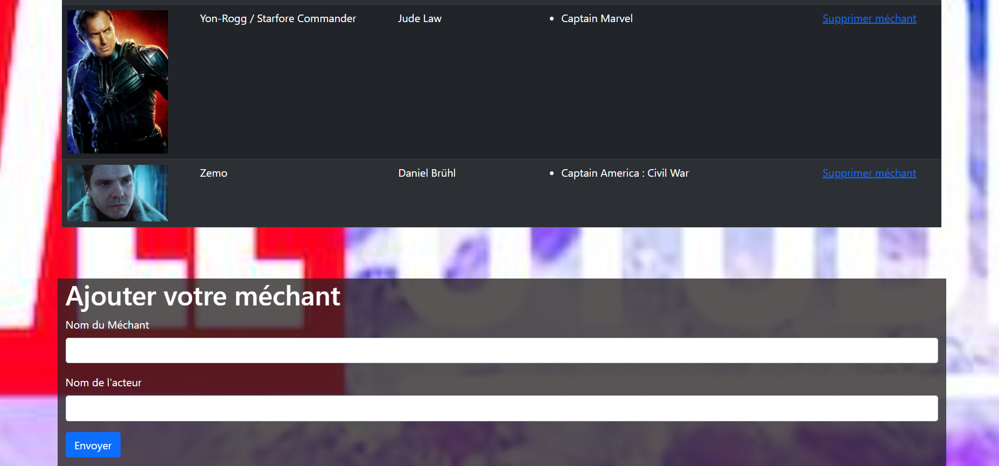 Yon-Rogg / Starfore Commander Jude Law • Captain Marvel Supprimer méchant
Zemo Daniel Brühl • Captain America : Civil War Supprimer méchant
Ajouter votre méchant
Nom du Méchant
Nom de l'acteur
Envoyer